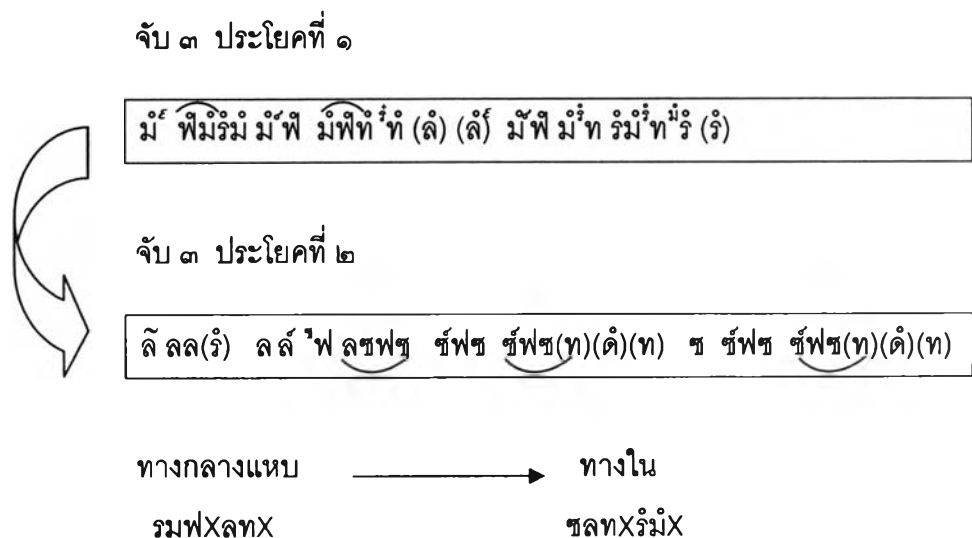 จับ ๓ ประโยคที่ ๑
มํ ฟํมํรํมํ มํ ฟํ มํฟํทํ รํทํ (ลํ) (ลํ) มํ ฟํ มํ รํท รํมํ รํท มํรํ (รํ)
จับ ๓ ประโยคที่ ๒
ลลล(รํ) ลล์ ฟ ลซฟซ ซ์ฟซ ซ์ฟซ(ท)(ดํ)(ท) ซ ซ์ฟซ ซ์ฟซ(ท)(ดํ)(ท)
ทางกลางแหบ ทางใน
รมฟXลทX ซลทXรํมํX